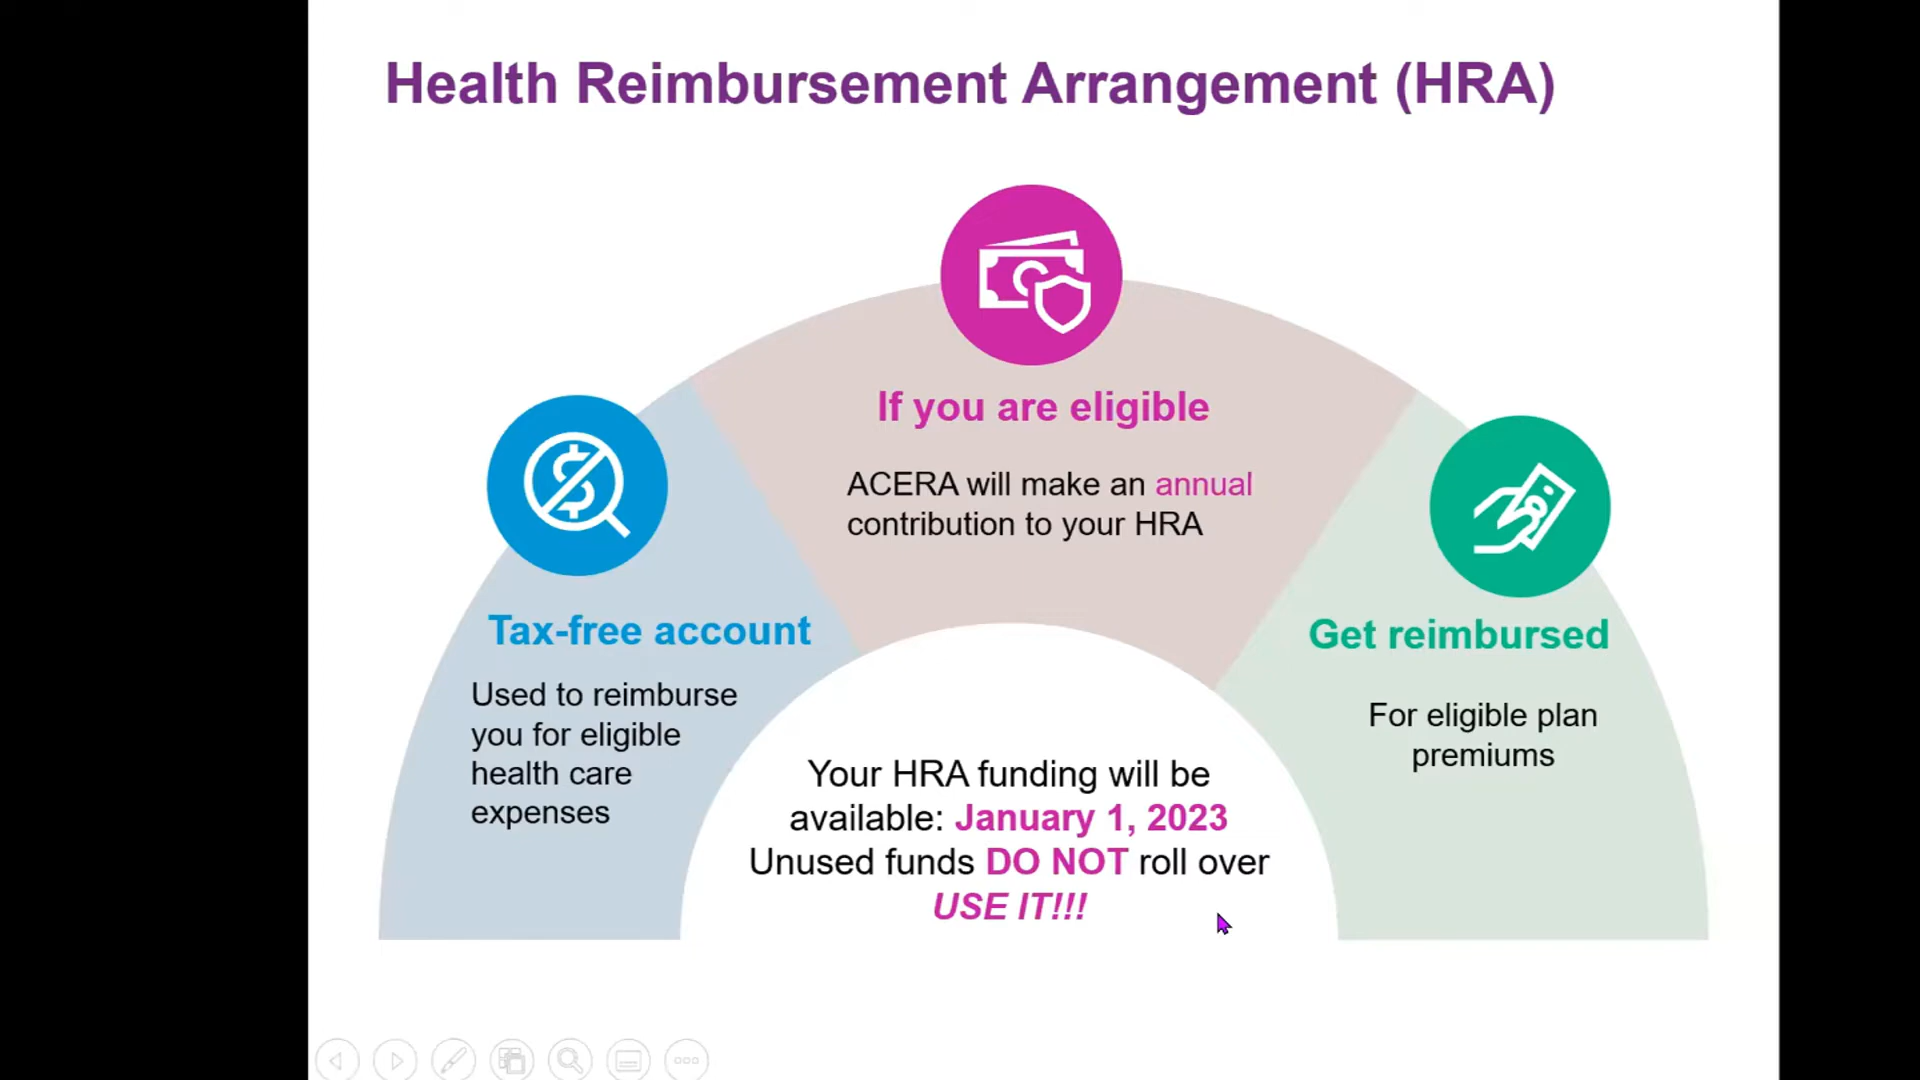 Health Reimbursement Arrangement (HRA)
If you are eligible
ACERA will make an annual
contribution to your HRA
Tax-free account
Used to reimburse
you for eligible
health care
expenses
Get reimbursed
For eligible plan
premiums
Your HRA funding will be
available: January 1, 2023
Unused funds DO NOT roll over
USE IT!!!